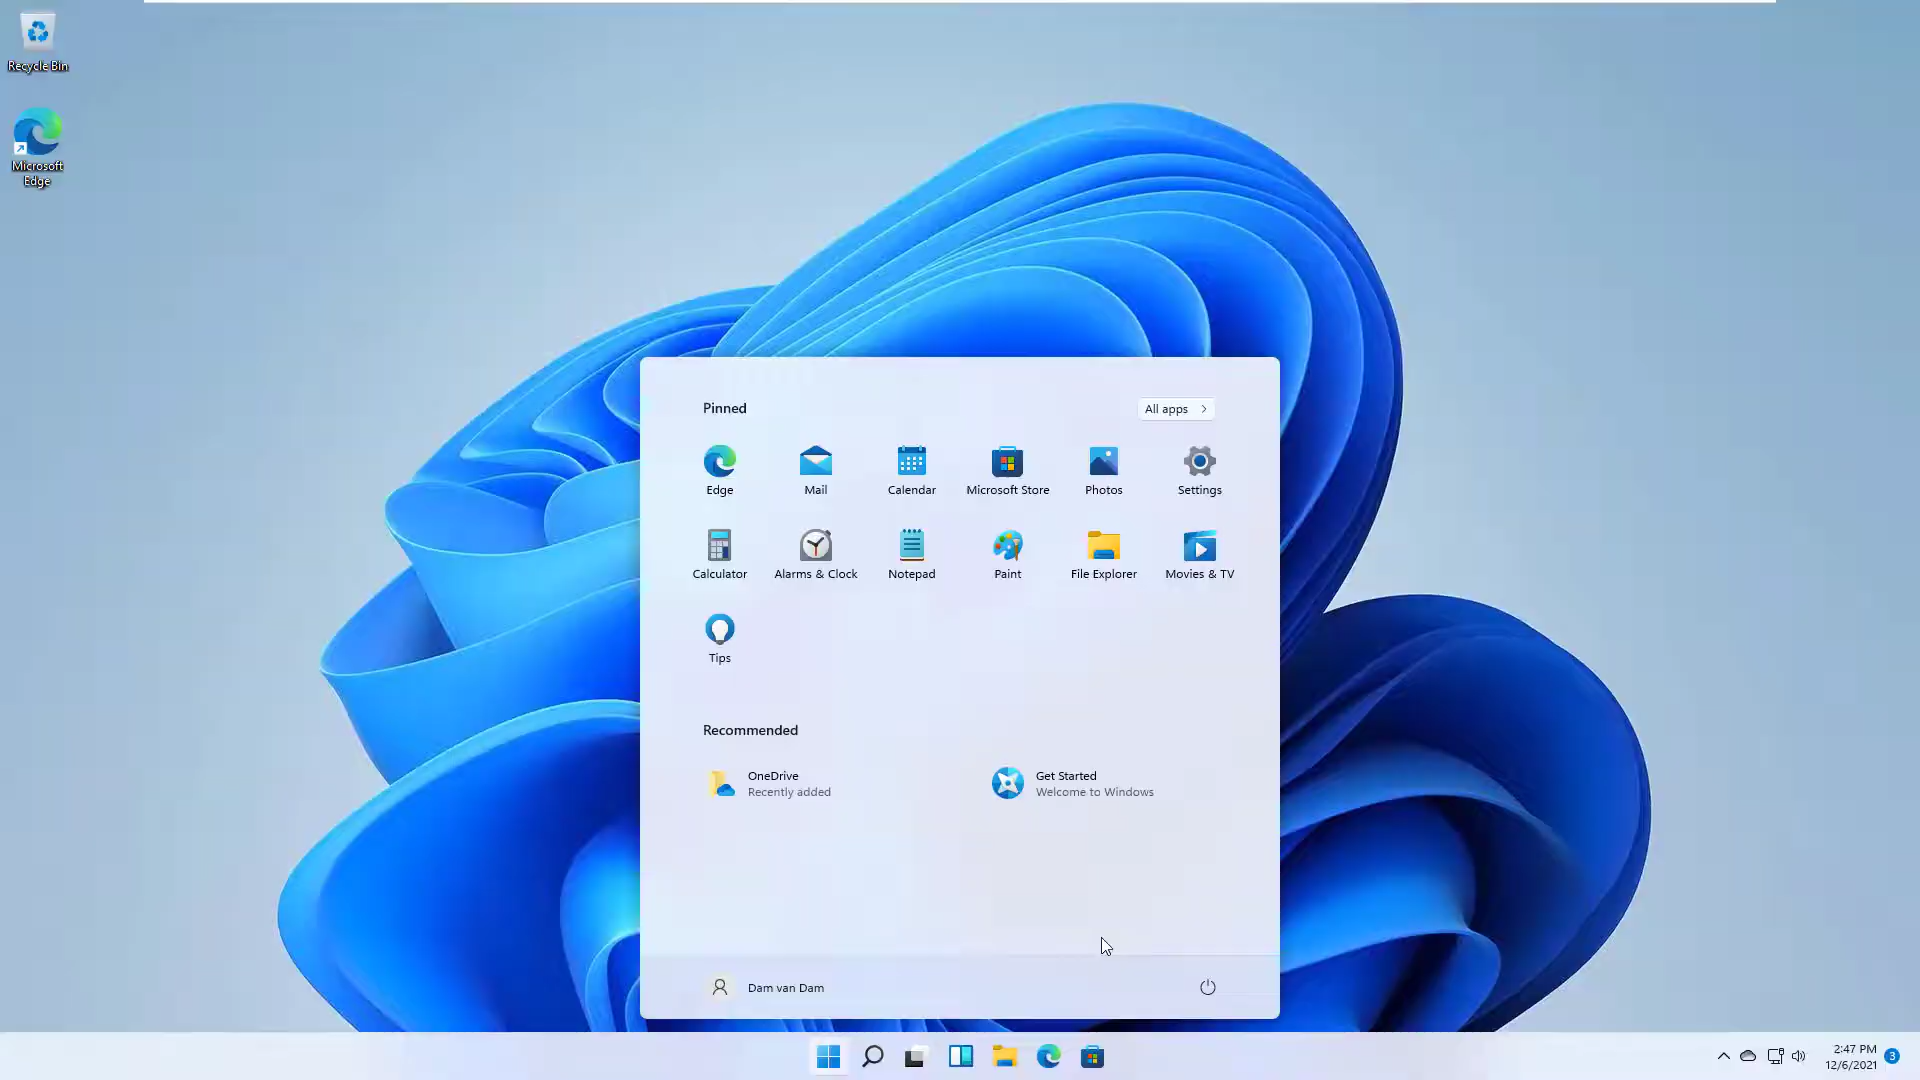 Recycle Bin
Microsoft
Edge
Pinned
All apps
Edge
Mail
Calendar
Microsoft Store
Photos
Settings
Calculator
Alarms & Clock
Notepad
Paint
File Explorer
Movies & TV
Tips
Recommended
OneDrive
Recently added
Get Started
Welcome to Windows
Dam van Dam
2:47 PM
12/6/2021
3